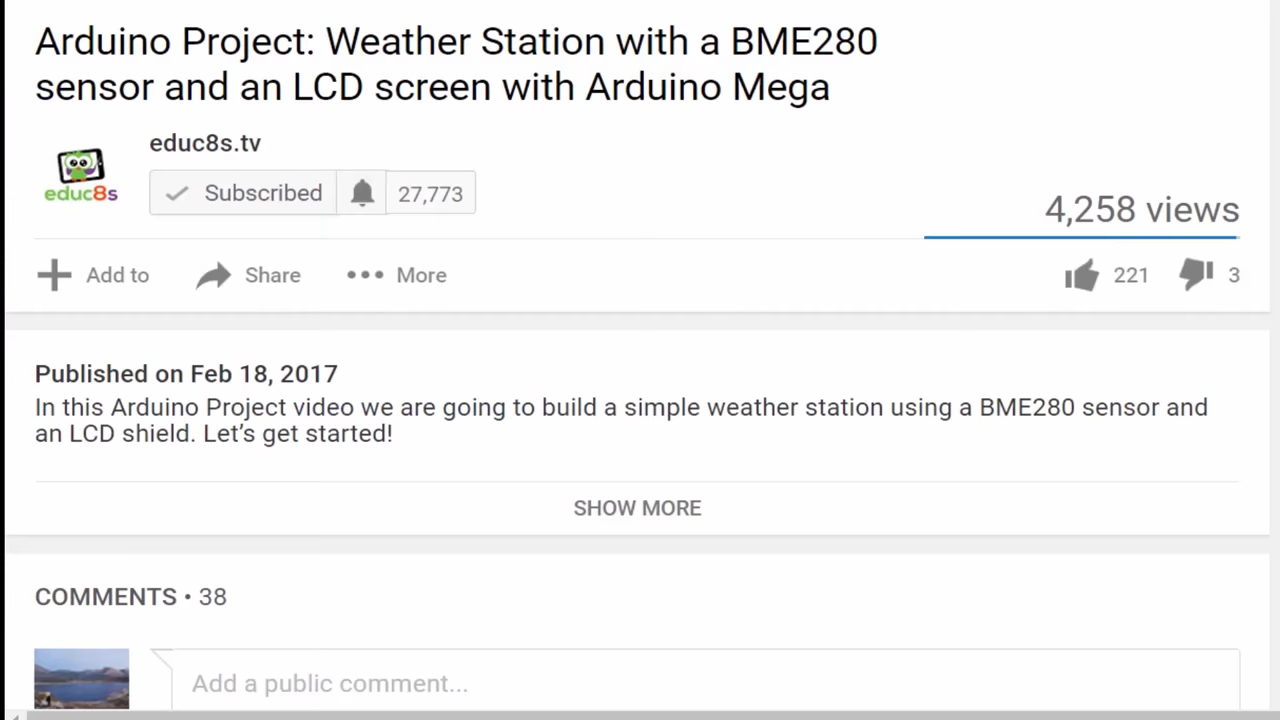 Arduino Project: Weather Station with a BME280
sensor and an LCD screen with Arduino Mega
educ8s.tv
educ8s
Subscribed 27,773
4,258 views
Add to Share More 221 3
Published on Feb 18, 2017
In this Arduino Project video we are going to build a simple weather station using a BME280 sensor and
an LCD shield. Let’s get started!
SHOW MORE
COMMENTS • 38
Add a public comment...